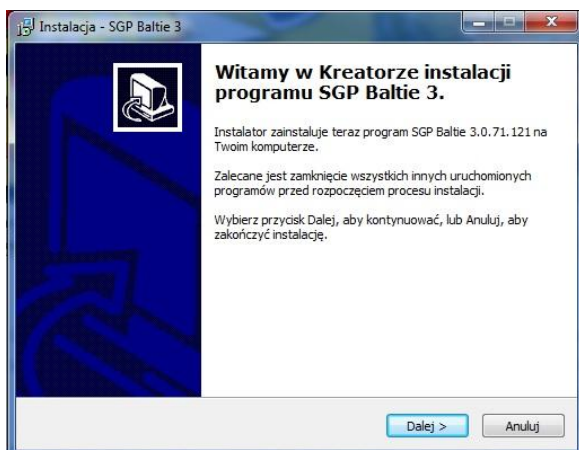 Instalacja - SGP Baltie 3
Witamy w Kreatorze instalacji
programu SGP Baltie 3.
Instalator zainstaluje teraz program SGP Baltie 3.0.71.121 na
Twoim komputerze.
Zalecane jest zamknięcie wszystkich innych uruchomionych
programów przed rozpoczęciem procesu instalacji.
Wybierz przycisk Dalej, aby kontynuować, lub Anuluj, aby
zakończyć instalację.
Dalej >
Anuluj